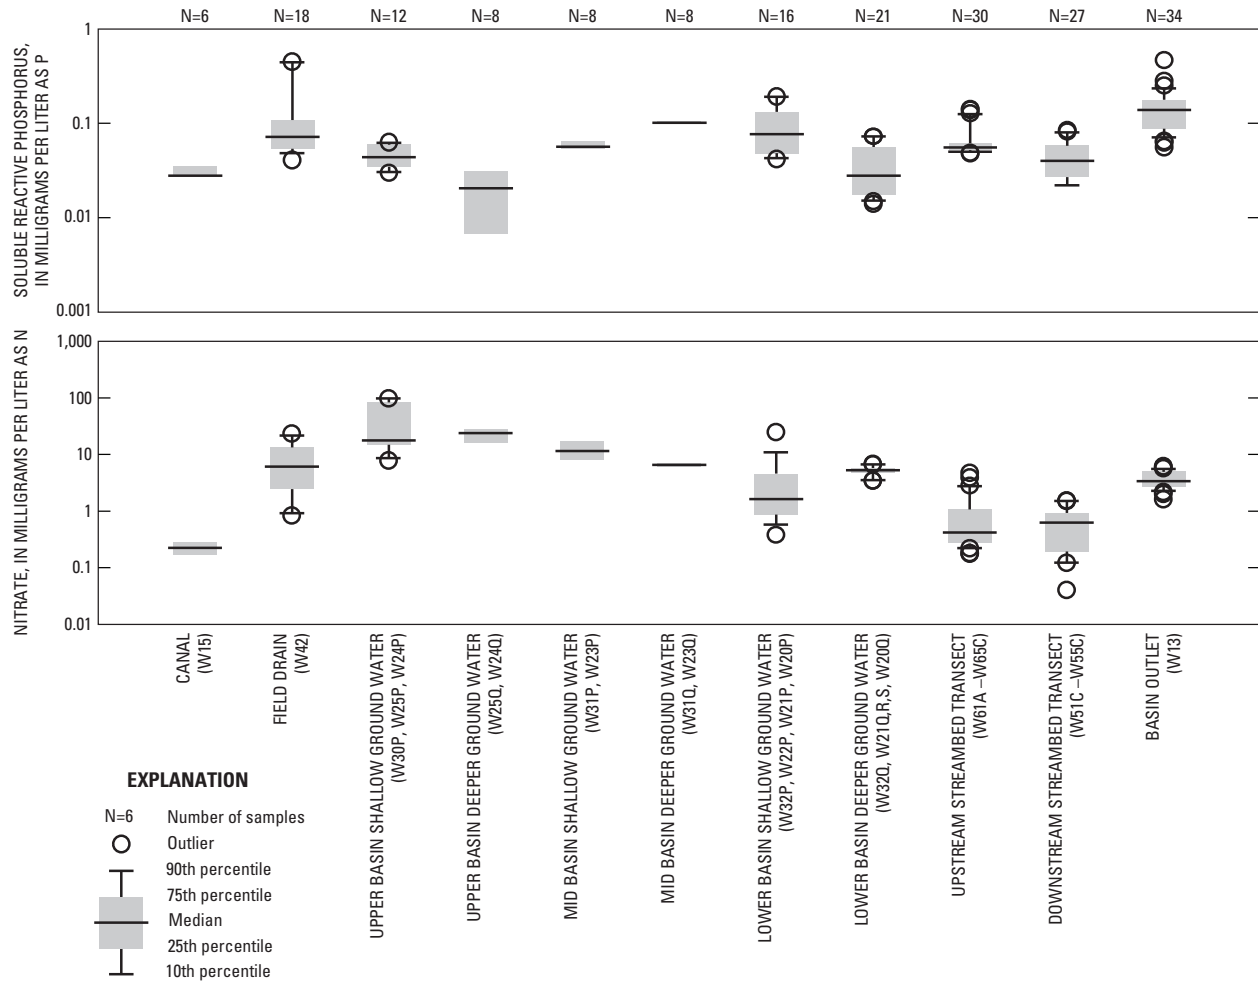 N=6 N=18 N=12 N=8 N=8 N=8 N=16 N=21 N=30 N=27 N=34
SOLUBLE REACTIVE PHOSPHORUS,
IN MILLIGRAMS PER LITER AS P
1
0.1
0.01
0.001
NITRATE, IN MILLIGRAMS PER LITER AS N
1,000
100
10
1
0.1
0.01
CANAL
(W15)
FIELD DRAIN
(W42)
UPPER BASIN SHALLOW GROUND WATER
(W30P, W25P, W24P)
UPPER BASIN DEEPER GROUND WATER
(W25Q, W24Q)
MID BASIN SHALLOW GROUND WATER
(W31P, W23P)
MID BASIN DEEPER GROUND WATER
(W31Q, W23Q)
LOWER BASIN SHALLOW GROUND WATER
(W32P, W22P, W21P, W20P)
LOWER BASIN DEEPER GROUND WATER
(W32Q, W21Q,R,S, W20Q)
UPSTREAM STREAMBED TRANSECT
(W61A –W65C)
DOWNSTREAM STREAMBED TRANSECT
(W51C –W55C)
BASIN OUTLET
(W13)
EXPLANATION
N=6 Number of samples
Outlier
90th percentile
75th percentile
Median
25th percentile
10th percentile